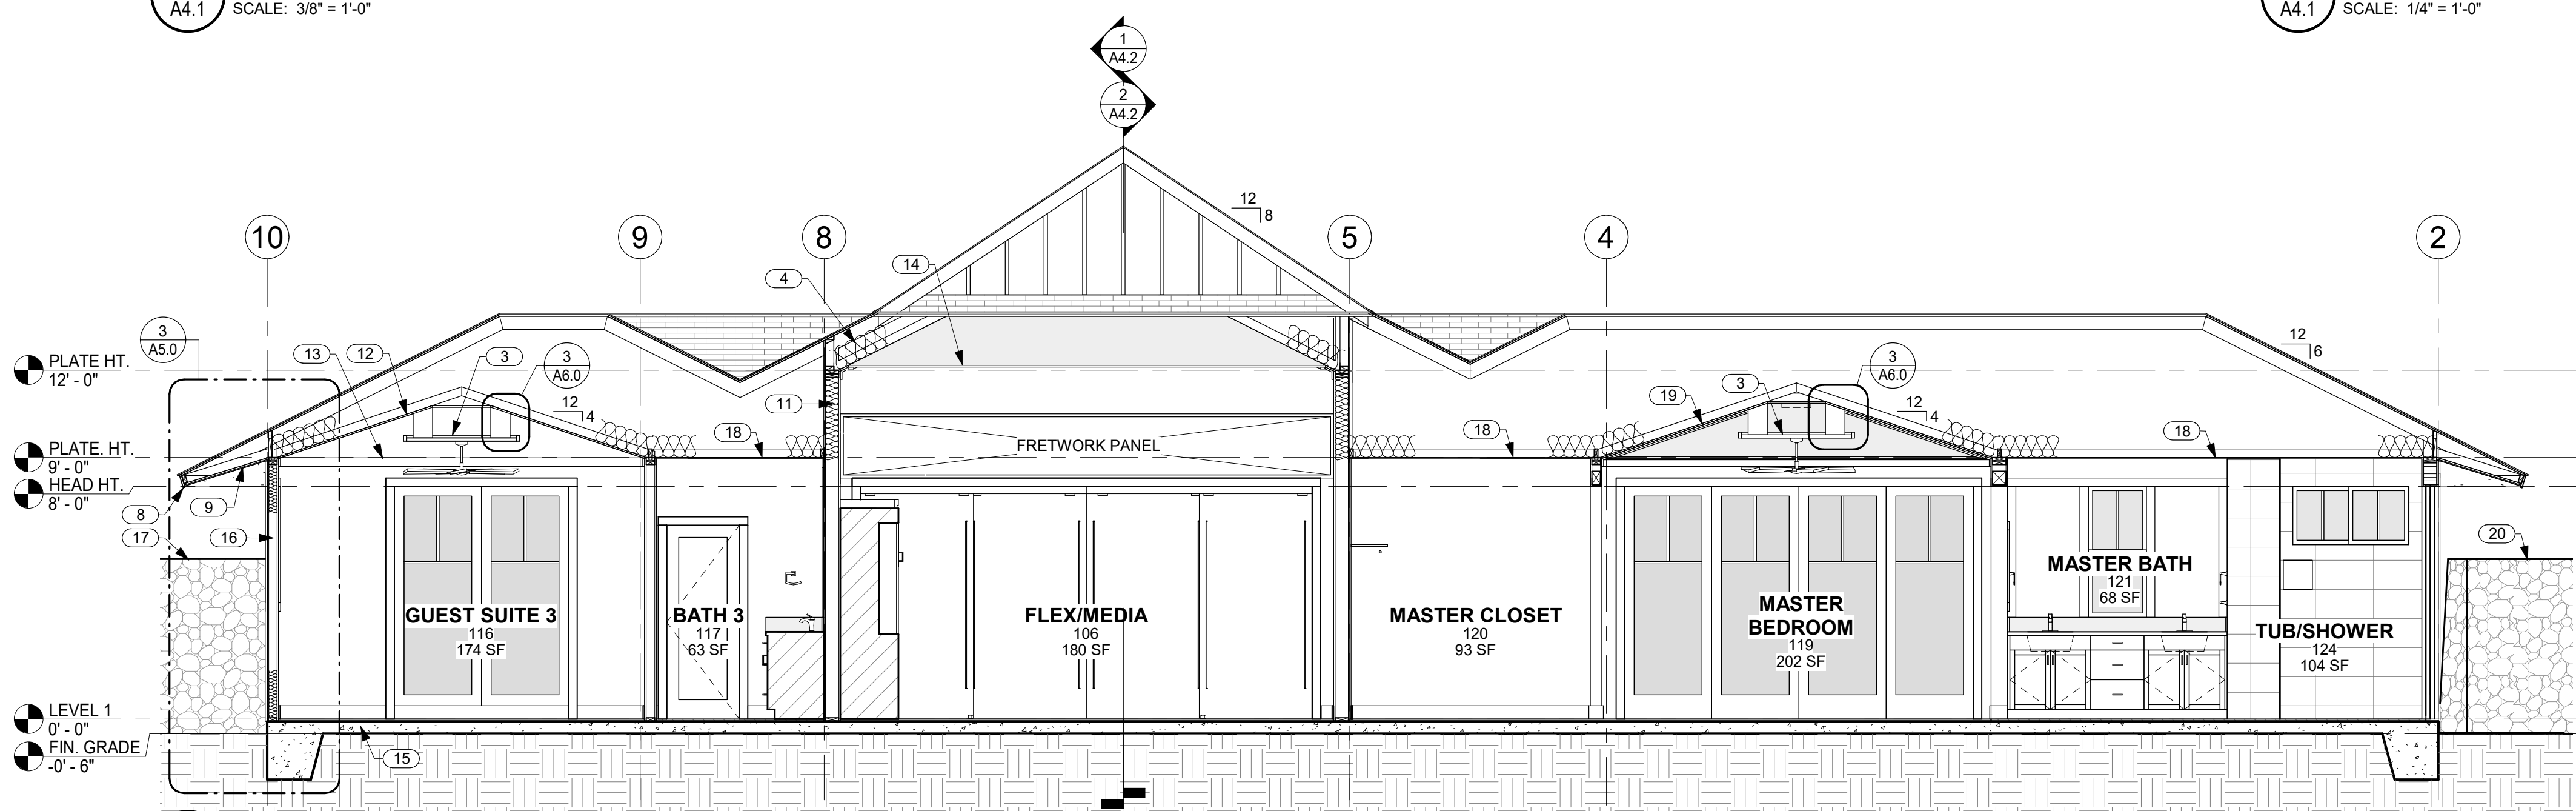 A4.1
SCALE: 3/8" = 1'-0"
A4.1
SCALE: 1/4" = 1'-0"
1
A4.2
2
A4.2
12
8
10
9
8
5
4
2
4
14
3
A5.0
13
12
3
3
A6.0
12
4
11
18
18
19
3
3
A6.0
12
4
18
12
6
PLATE HT.
12' - 0"
PLATE. HT.
9' - 0"
HEAD HT.
8' - 0"
8
9
17
16
20
FRETWORK PANEL
GUEST SUITE 3
116
174 SF
BATH 3
117
63 SF
FLEX/MEDIA
106
180 SF
MASTER CLOSET
120
93 SF
MASTER
BEDROOM
119
202 SF
MASTER BATH
121
68 SF
TUB/SHOWER
124
104 SF
LEVEL 1
0' - 0"
FIN. GRADE
-0' - 6"
15